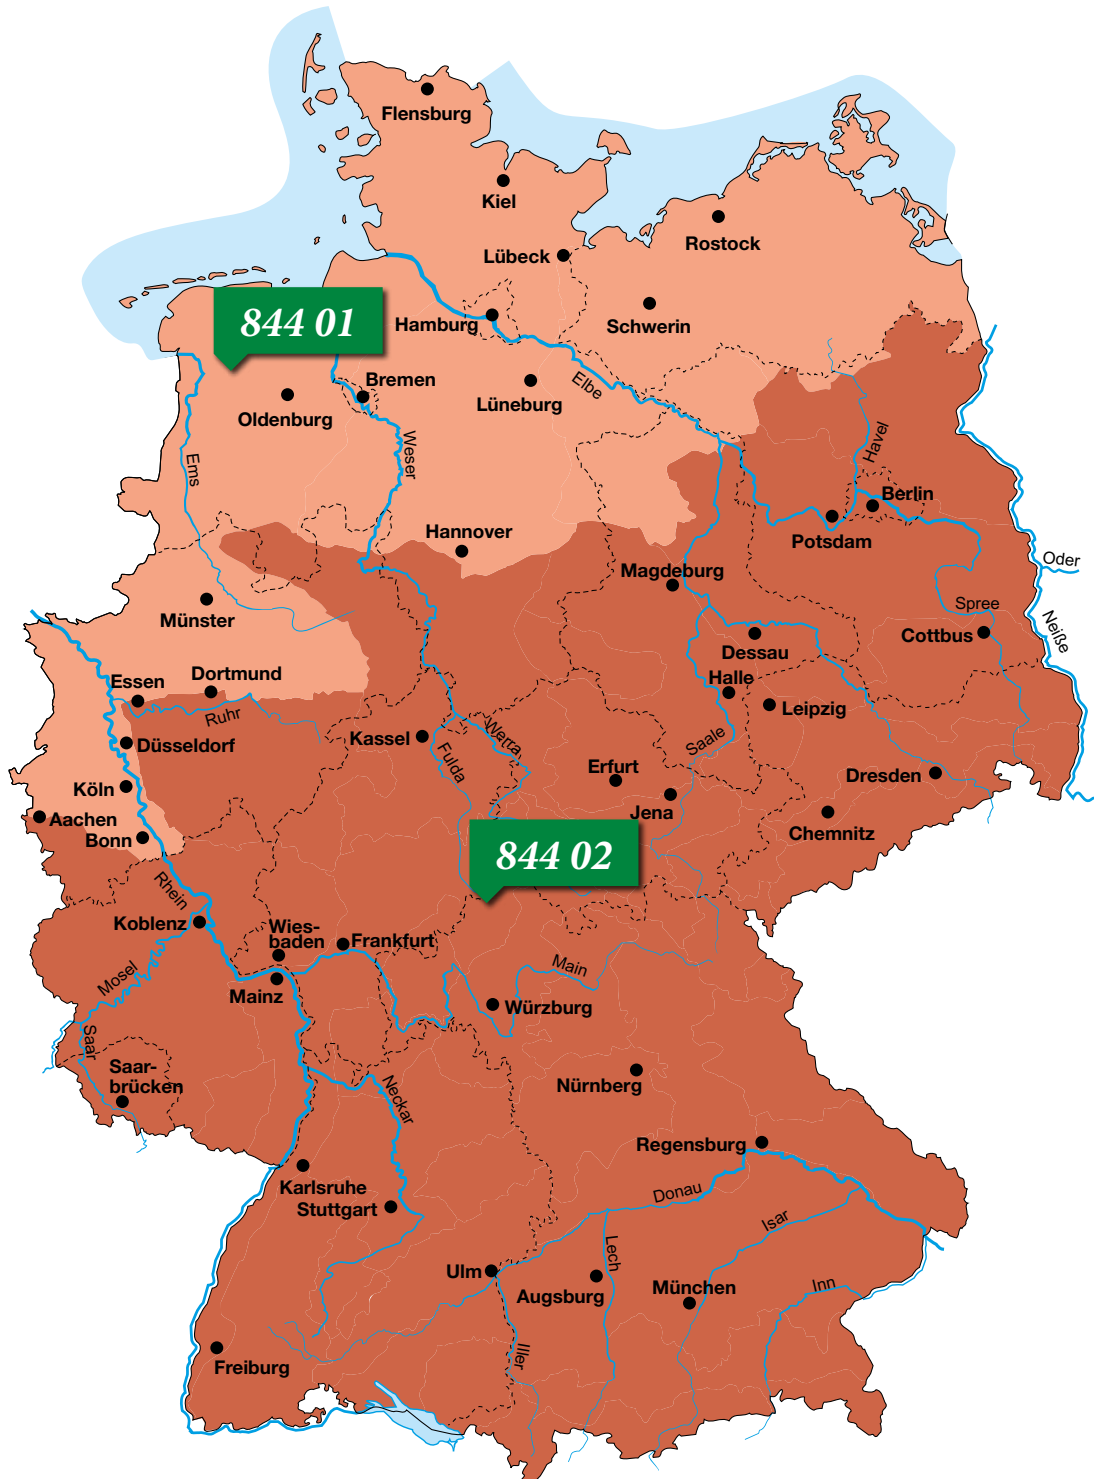 Flensburg
Kiel
Rostock
Lübeck
Schwerin
844 01
Hamburg
Bremen
Elbe
Lüneburg
Oldenburg
Weser
Havel
Ems
Berlin
Hannover
Potsdam
Oder
Magdeburg
Spree
Münster
Neiße
Cottbus
Dessau
Dortmund
Halle
Essen
Leipzig
Ruhr
Werra
Kassel
Saale
Düsseldorf
Fulda
Erfurt
Dresden
Köln
Jena
Aachen
Chemnitz
Bonn
844 02
Rhein
Koblenz
Wies-
baden
Frankfurt
Mosel
Main
Mainz
Würzburg
Saar
Saar-
brücken
Nürnberg
Neckar
Regensburg
Karlsruhe
Donau
Stuttgart
Isar
Lech
Ulm
Inn
München
Augsburg
Iller
Freiburg